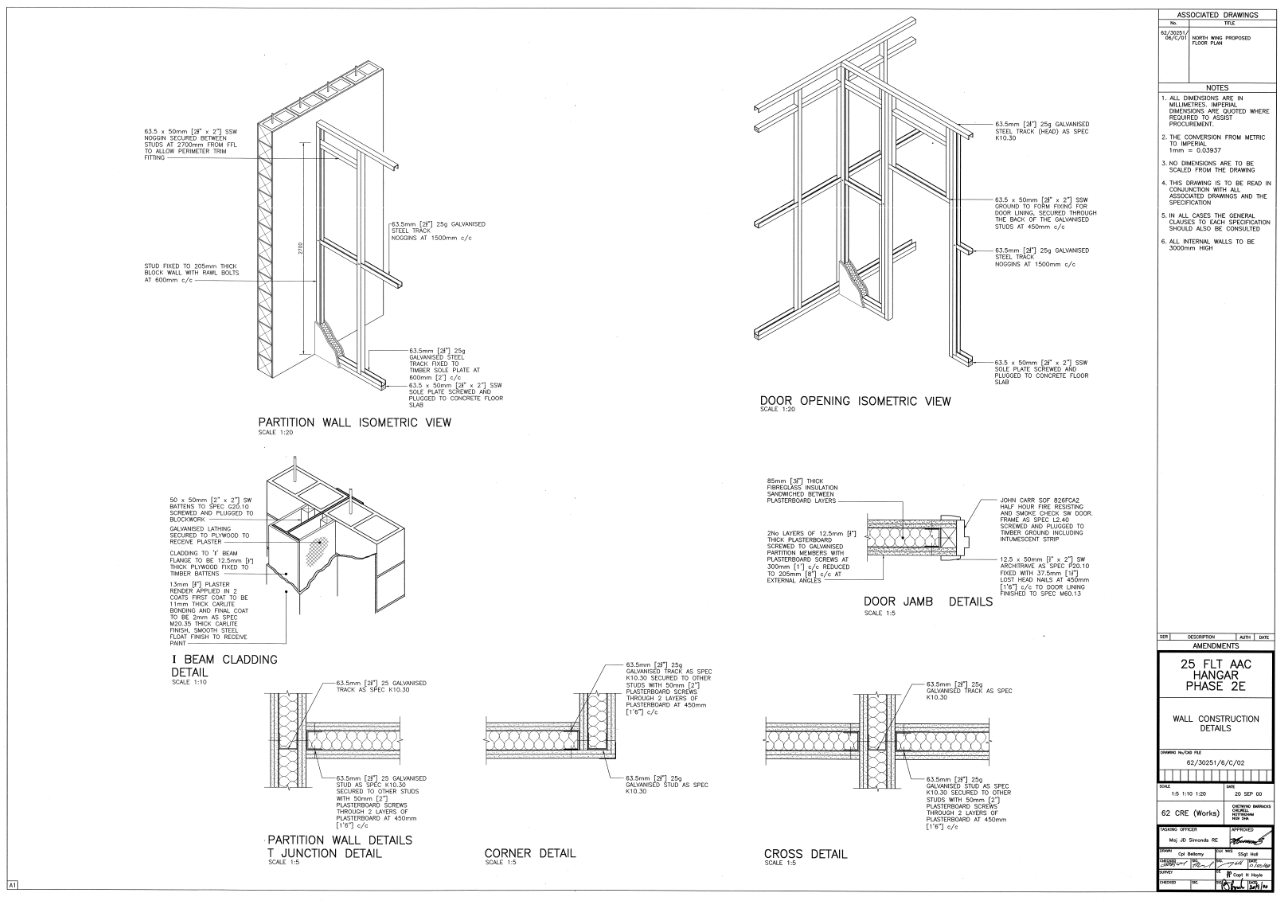 63.5 x 50mm [2½" x 2"] SSW
NOGGIN SECURED BETWEEN
STUDS AT 2700mm FROM FFL
TO ALLOW PERIMETER TRIM
FITTING
2700
63.5mm [2½"] 25g GALVANISED
STEEL TRACK
NOGGINS AT 1500mm c/c
STUD FIXED TO 205mm THICK
BLOCK WALL WITH RAWL BOLTS
AT 600mm c/c
63.5mm [2½"] 25g
GALVANISED STEEL
TRACK FIXED TO
TIMBER SOLE PLATE AT
600mm [2'] c/c
63.5 x 50mm [2½" x 2"] SSW
SOLE PLATE SCREWED AND
PLUGGED TO CONCRETE FLOOR
SLAB
PARTITION WALL ISOMETRIC VIEW
SCALE 1:20
63.5mm [2½"] 25g GALVANISED
STEEL TRACK (HEAD) AS SPEC
K10.30
63.5 x 50mm [2½" x 2"] SSW
GROUND TO FORM FIXING FOR
DOOR LINING, SECURED THROUGH
THE BACK OF THE GALVANISED
STUDS AT 450mm c/c
63.5mm [2½"] 25g GALVANISED
STEEL TRACK
NOGGINS AT 1500mm c/c
63.5 x 50mm [2½" x 2"] SSW
SOLE PLATE SCREWED AND
PLUGGED TO CONCRETE FLOOR
SLAB
DOOR OPENING ISOMETRIC VIEW
SCALE 1:20
50 x 50mm [2" x 2"] SW
BATTENS TO SPEC G20.10
SCREWED AND PLUGGED TO
BLOCKWORK
GALVANISED LATHING
SECURED TO PLYWOOD TO
RECEIVE PLASTER
CLADDING TO 'I' BEAM
FLANGE TO BE 12.5mm [½"]
THICK PLYWOOD FIXED TO
TIMBER BATTENS
13mm [½"] PLASTER
RENDER APPLIED IN 2
COATS FIRST COAT TO BE
11mm THICK CARLITE
BONDING AND FINAL COAT
TO BE 2mm AS SPEC
M20.35 THICK CARLITE
FINISH, SMOOTH STEEL
FLOAT FINISH TO RECEIVE
PAINT
I BEAM CLADDING
DETAIL
SCALE 1:10
85mm [3½"] THICK
FIBREGLASS INSULATION
SANDWICHED BETWEEN
PLASTERBOARD LAYERS
2No LAYERS OF 12.5mm [½"]
THICK PLASTERBOARD
SCREWED TO GALVANISED
PARTITION MEMBERS WITH
PLASTERBOARD SCREWS AT
300mm [1'] c/c REDUCED
TO 205mm [8"] c/c AT
EXTERNAL ANGLES
JOHN CARR SOF 826FCA2
HALF HOUR FIRE RESISTING
AND SMOKE CHECK SW DOOR.
FRAME AS SPEC L2.40
SCREWED AND PLUGGED TO
TIMBER GROUND INCLUDING
INTUMESCENT STRIP
12.5 x 50mm [½" x 2"] SW
ARCHITRAVE AS SPEC P20.10
FIXED WITH 37.5mm [1½"]
LOST HEAD NAILS AT 450mm
[1'6"] c/c TO DOOR LINING
FINISHED TO SPEC M60.13
DOOR JAMB DETAILS
SCALE 1:5
63.5mm [2½"] 25 GALVANISED
TRACK AS SPEC K10.30
63.5mm [2½"] 25 GALVANISED
STUD AS SPEC K10.30
SECURED TO OTHER STUDS
WITH 50mm [2"]
PLASTERBOARD SCREWS
THROUGH 2 LAYERS OF
PLASTERBOARD AT 450mm
[1'6"] c/c
PARTITION WALL DETAILS
T JUNCTION DETAIL
SCALE 1:5
63.5mm [2½"] 25g
GALVANISED TRACK AS SPEC
K10.30 SECURED TO OTHER
STUDS WITH 50mm [2"]
PLASTERBOARD SCREWS
THROUGH 2 LAYERS OF
PLASTERBOARD AT 450mm
[1'6"] c/c
63.5mm [2½"] 25g
GALVANISED STUD AS SPEC
K10.30
CORNER DETAIL
SCALE 1:5
63.5mm [2½"] 25g
GALVANISED TRACK AS SPEC
K10.30
63.5mm [2½"] 25g
GALVANISED STUD AS SPEC
K10.30 SECURED TO OTHER
STUDS WITH 50mm [2"]
PLASTERBOARD SCREWS
THROUGH 2 LAYERS OF
PLASTERBOARD AT 450mm
[1'6"] c/c
CROSS DETAIL
SCALE 1:5
A1
ASSOCIATED DRAWINGS
No. TITLE
62/30251/ NORTH WING PROPOSED
06/C/01 FLOOR PLAN
NOTES
1. ALL DIMENSIONS ARE IN
MILLIMETRES. IMPERIAL
DIMENSIONS ARE QUOTED WHERE
REQUIRED TO ASSIST
PROCUREMENT.
2. THE CONVERSION FROM METRIC
TO IMPERIAL
1mm = 0.03937
3. NO DIMENSIONS ARE TO BE
SCALED FROM THE DRAWING
4. THIS DRAWING IS TO BE READ IN
CONJUNCTION WITH ALL
ASSOCIATED DRAWINGS AND THE
SPECIFICATION
5. IN ALL CASES THE GENERAL
CLAUSES TO EACH SPECIFICATION
SHOULD ALSO BE CONSULTED
6. ALL INTERNAL WALLS TO BE
3000mm HIGH
SER DESCRIPTION AUTH DATE
AMENDMENTS
25 FLT AAC
HANGAR
PHASE 2E
WALL CONSTRUCTION
DETAILS
DRAWING No/CAD FILE
62/30251/6/C/02
SCALE DATE
1:5 1:10 1:20 20 SEP 00
62 CRE (Works)
CHETWYND BARRACKS
CHILWELL
NOTTINGHAM
NG9 5HA
TASKING OFFICER APPROVED
Maj JD Simonds RE
DRAWN
Cpl Bellamy SSgt Hall
CHECKED DATE
SURVEY
Capt N Hoyle
CHECKED DATE